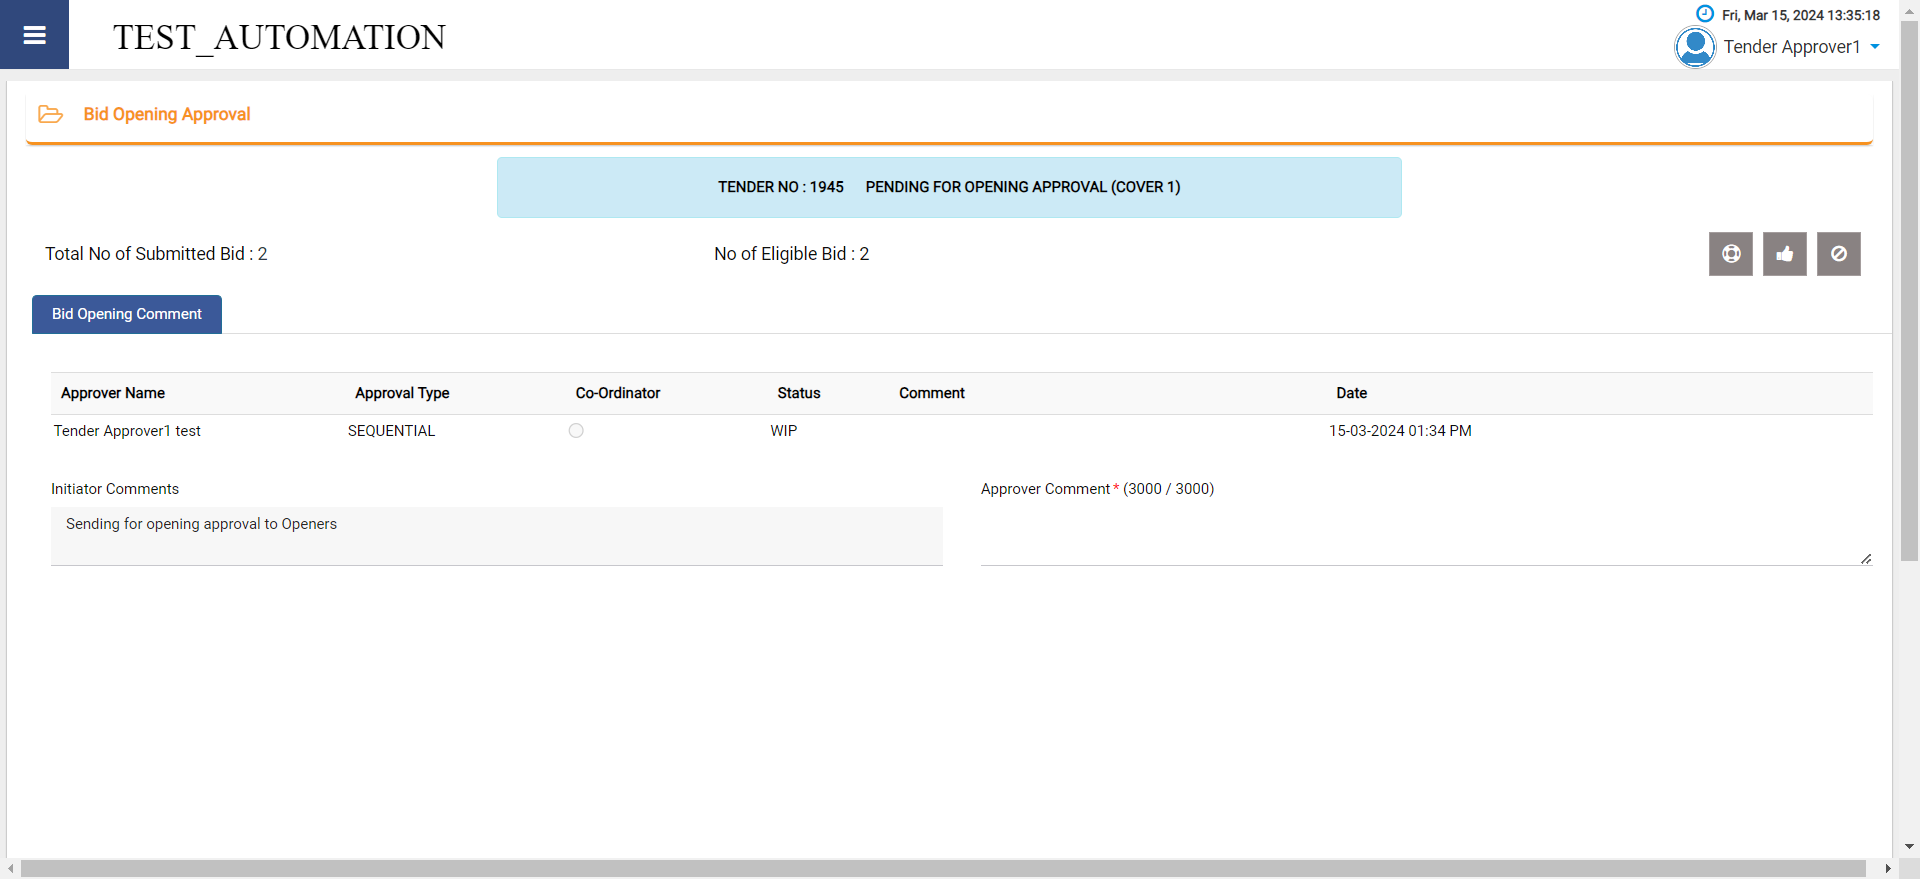 TEST_AUTOMATION
Fri, Mar 15, 2024 13:35:18
Tender Approver1
Bid Opening Approval
TENDER NO : 1945 PENDING FOR OPENING APPROVAL (COVER 1)
Total No of Submitted Bid : 2 No of Eligible Bid : 2
Bid Opening Comment
Approver Name Approval Type Co-Ordinator Status Comment Date
Tender Approver1 test SEQUENTIAL WIP 15-03-2024 01:34 PM
Initiator Comments Approver Comment * (3000 / 3000)
Sending for opening approval to Openers